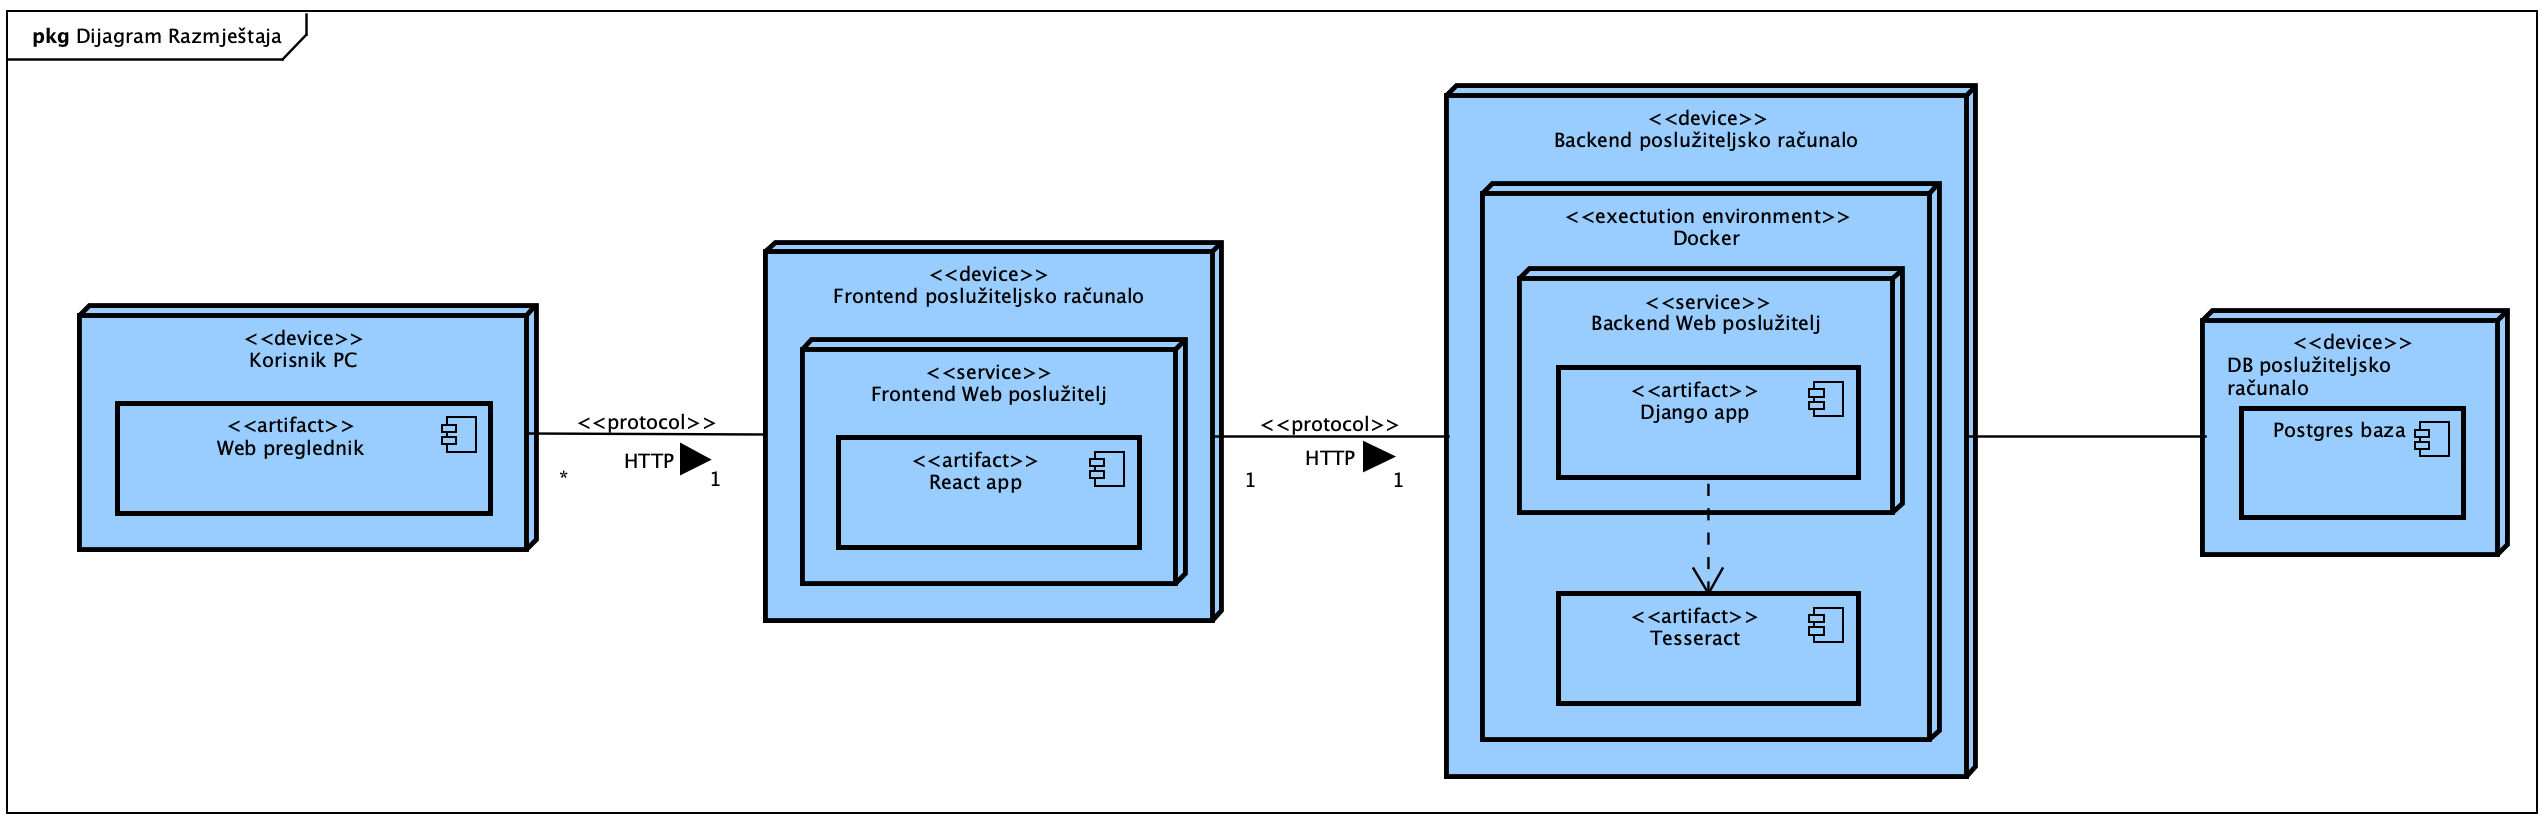 pkg Dijagram Razmještaja
<<device>>
Korisnik PC
<<artifact>>
Web preglednik
<<protocol>>
HTTP
*
1
<<device>>
Frontend poslužiteljsko računalo
<<service>>
Frontend Web poslužitelj
<<artifact>>
React app
<<protocol>>
HTTP
1
1
<<device>>
Backend poslužiteljsko računalo
<<exectution environment>>
Docker
<<service>>
Backend Web poslužitelj
<<artifact>>
Django app
<<artifact>>
Tesseract
<<device>>
DB poslužiteljsko
računalo
Postgres baza